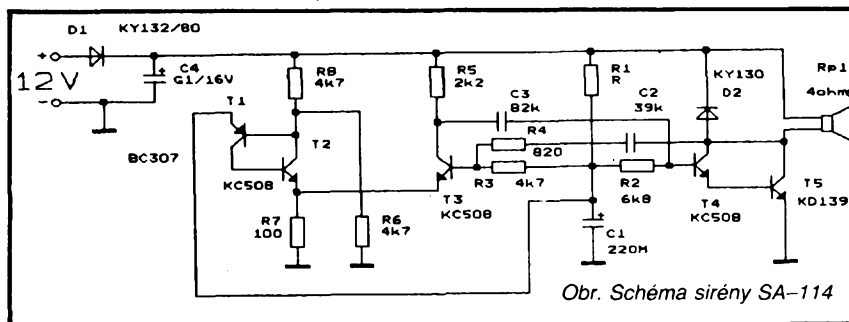 D1 KY132/80
+
12V
-
C4
G1/16V
+
R8
4k7
R5
2k2
C3
82k
R1
R
C2
39k
KY130
D2
Rp1
4ohm
T1
BC307
T2
KC508
R4
820
R3
4k7
T3
KC508
R2
6k8
T4
KC508
T5
KD139
R7
100
R6
4k7
C1
220M
+
Obr. Schéma sirény SA–114